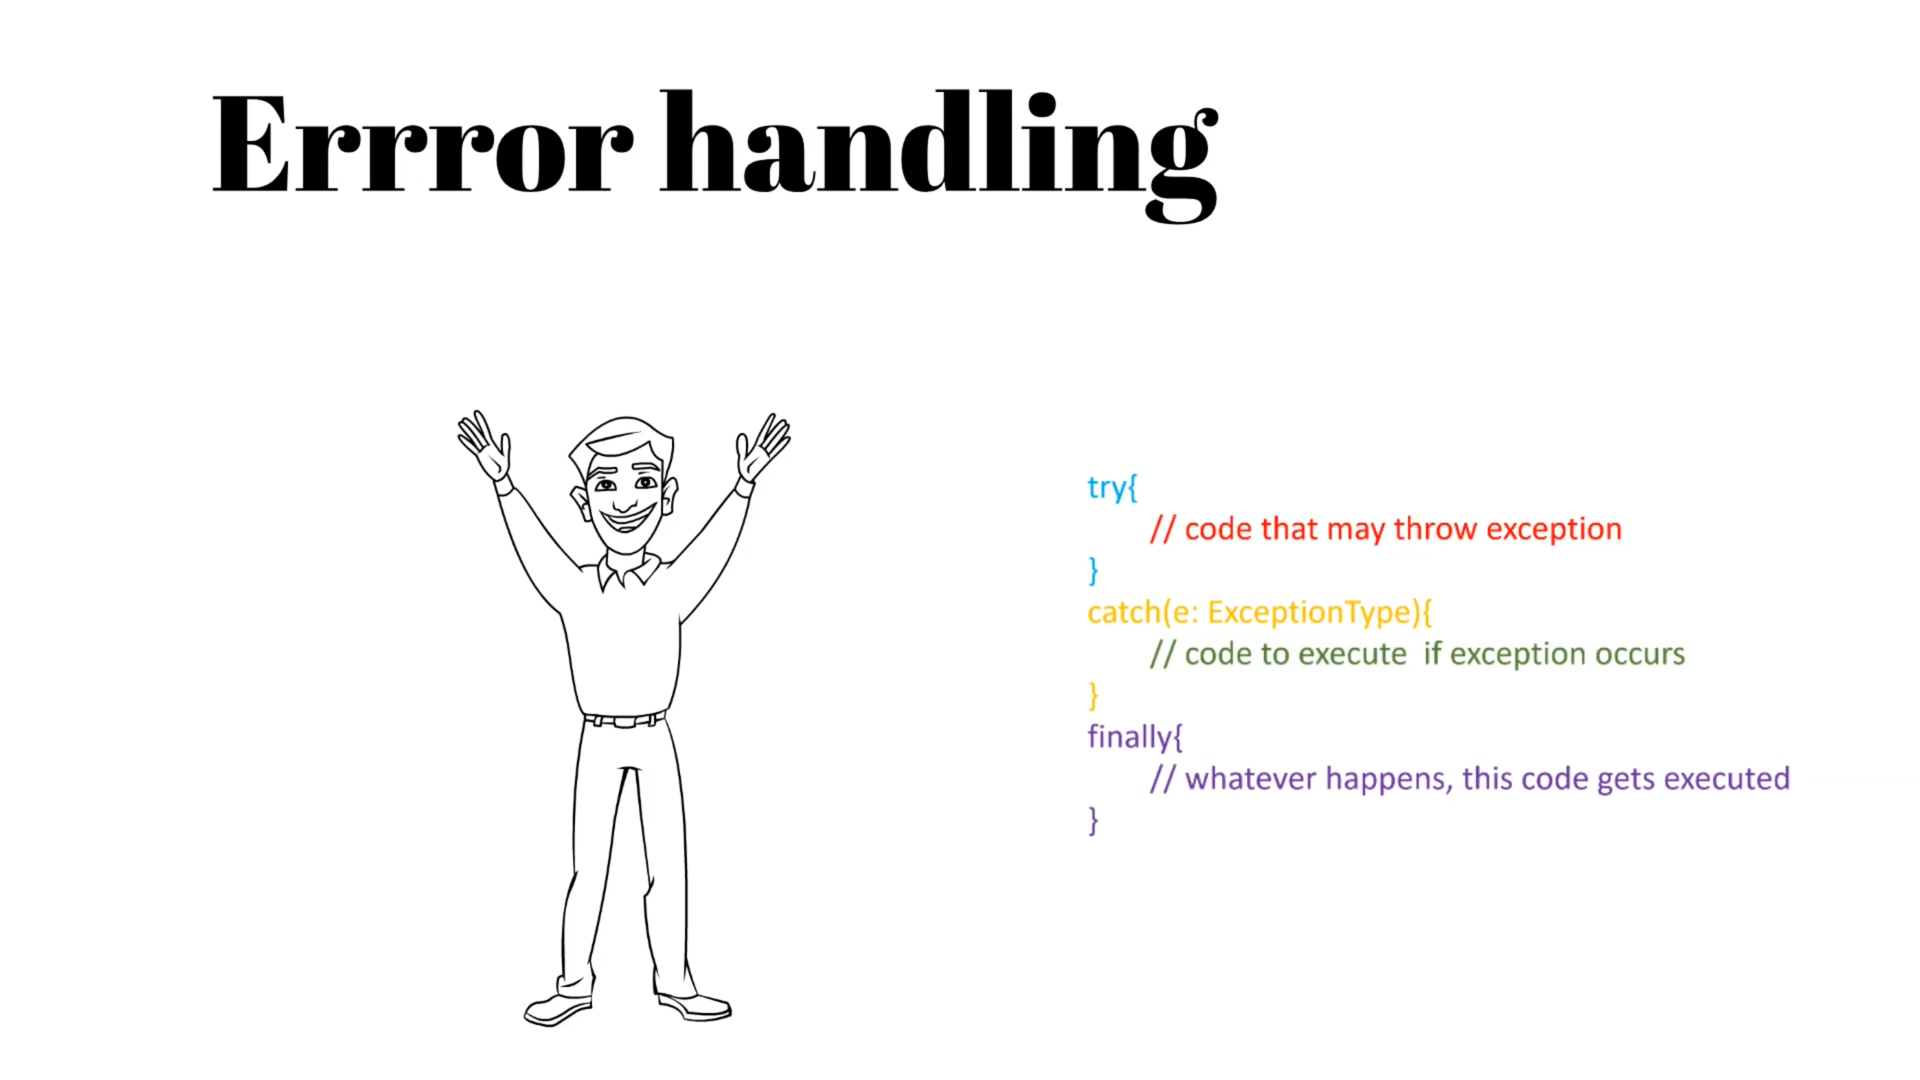 Errror handling
try{
// code that may throw exception
}
catch(e: ExceptionType){
// code to execute  if exception occurs
}
finally{
// whatever happens, this code gets executed
}